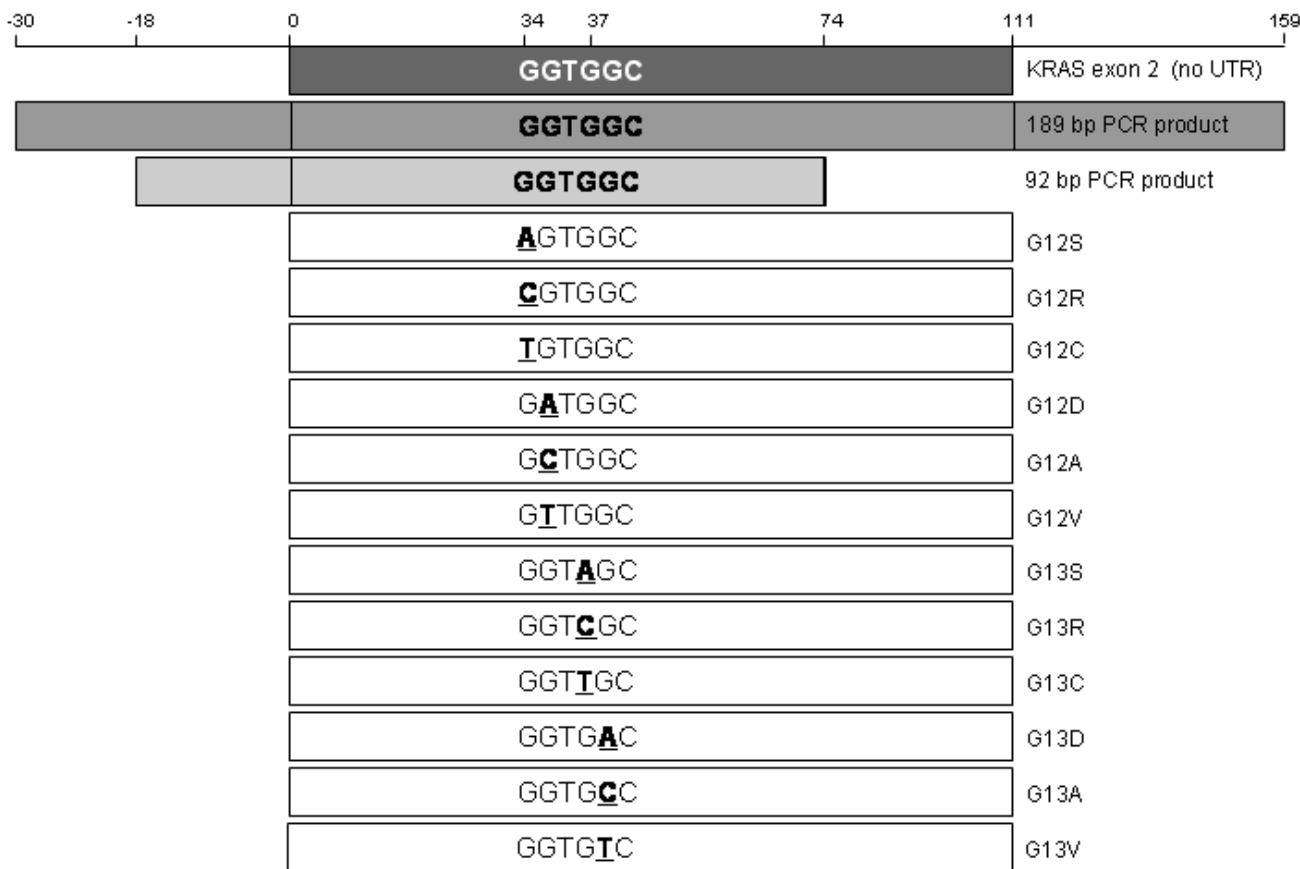 -30 -18 0 34 37 74 111 159
GGTGGC KRAS exon 2 (no UTR)
GGTGGC 189 bp PCR product
GGTGGC 92 bp PCR product
AGTGGC G12S
CGTGGC G12R
TGTGGC G12C
GATGGC G12D
GCTGGC G12A
GTTGGC G12V
GGTAGC G13S
GGTCGC G13R
GGTTGC G13C
GGTGAC G13D
GGTGCC G13A
GGTGTC G13V